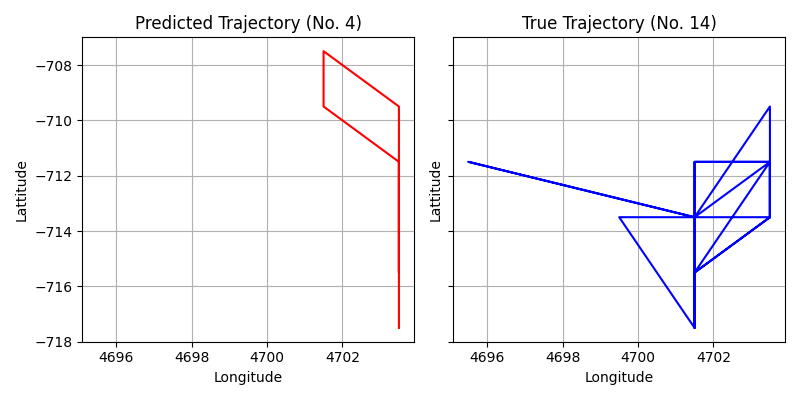 Predicted Trajectory (No. 4)
True Trajectory (No. 14)
−708
−710
−712
−714
−716
−718
Lattitude
Lattitude
4696 4698 4700 4702
4696 4698 4700 4702
Longitude
Longitude